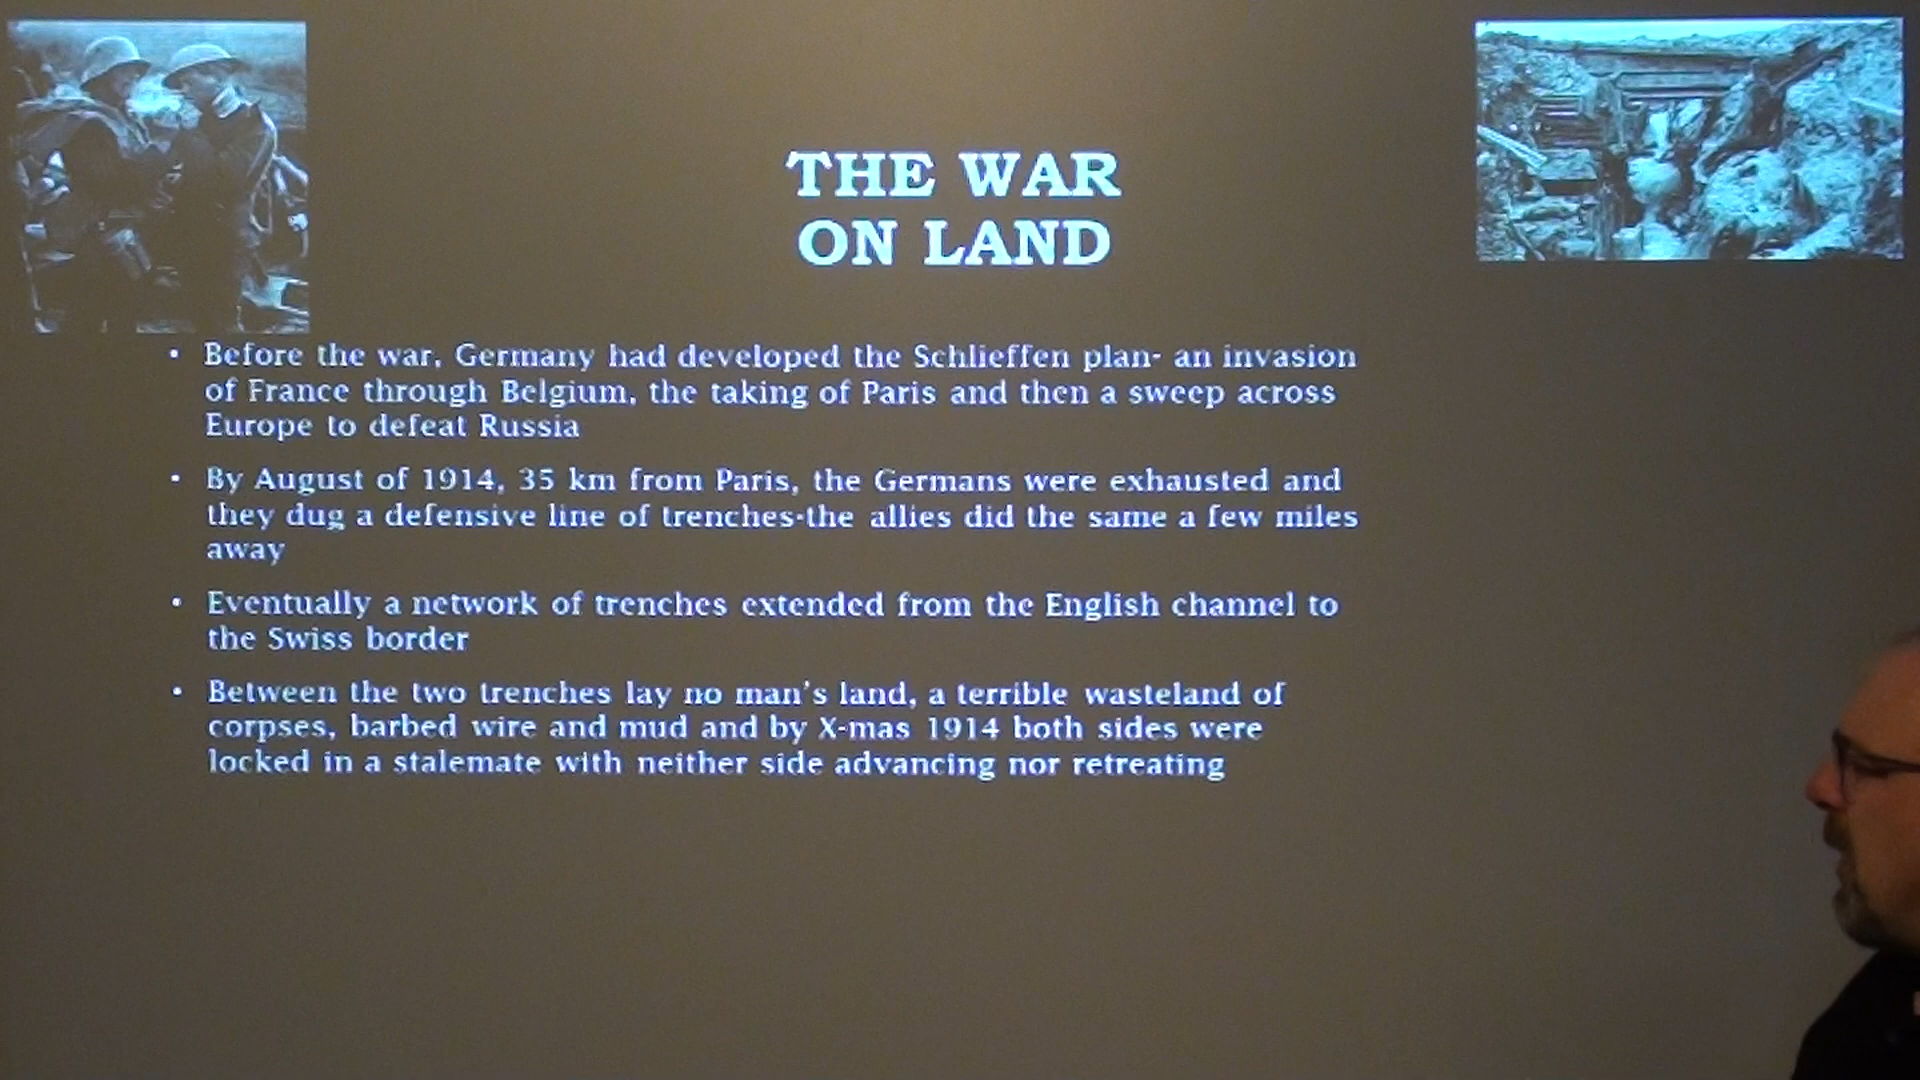 THE WAR
ON LAND
• Before the war, Germany had developed the Schlieffen plan- an invasion
of France through Belgium, the taking of Paris and then a sweep across
Europe to defeat Russia
• By August of 1914, 35 km from Paris, the Germans were exhausted and
they dug a defensive line of trenches-the allies did the same a few miles
away
• Eventually a network of trenches extended from the English channel to
the Swiss border
• Between the two trenches lay no man's land, a terrible wasteland of
corpses, barbed wire and mud and by X-mas 1914 both sides were
locked in a stalemate with neither side advancing nor retreating